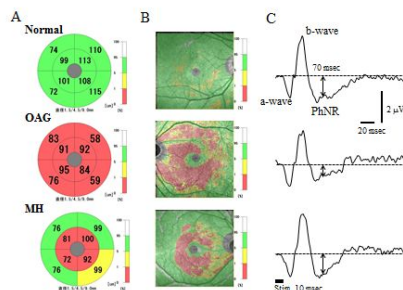 A
B
C
Normal
74
110
99
113
101
108
72
115
b-wave
70 msec
a-wave
PhNR
2 μV
20 msec
OAG
83
58
91
92
95
84
76
59
MH
76
99
81
100
72
92
76
99
Stim. 10 msec